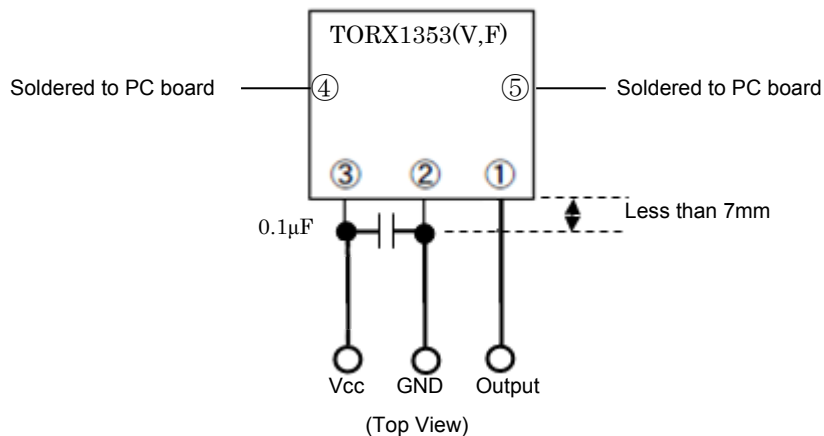 TORX1353(V,F)
Soldered to PC board ④ ⑤ Soldered to PC board
③ ② ①
0.1μF
Less than 7mm
Vcc GND Output
(Top View)